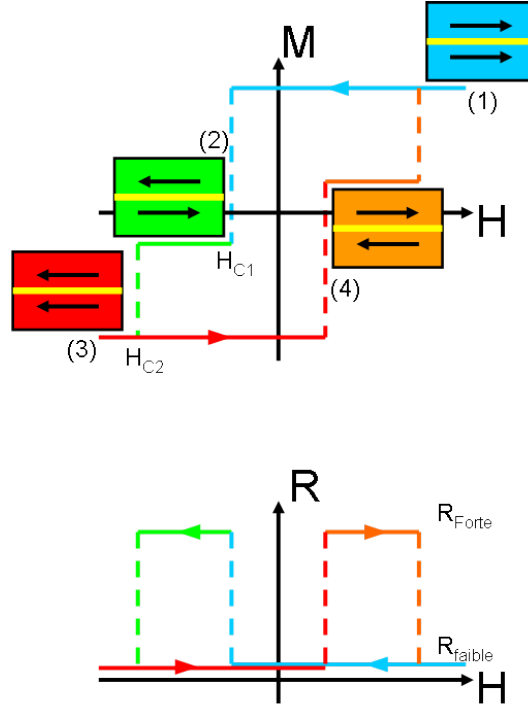 M
(1)
(2)
H
H_C1
(4)
(3)
H_C2
R
R_Forte
R_faible
H